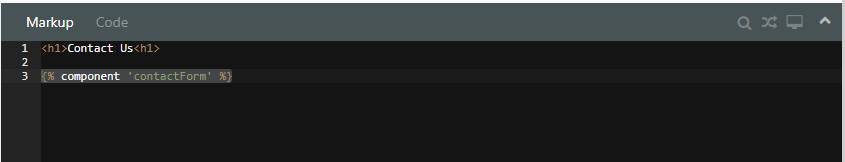 Markup Code
1 <h1>Contact Us<h1>
2
3 {% component 'contactForm' %}